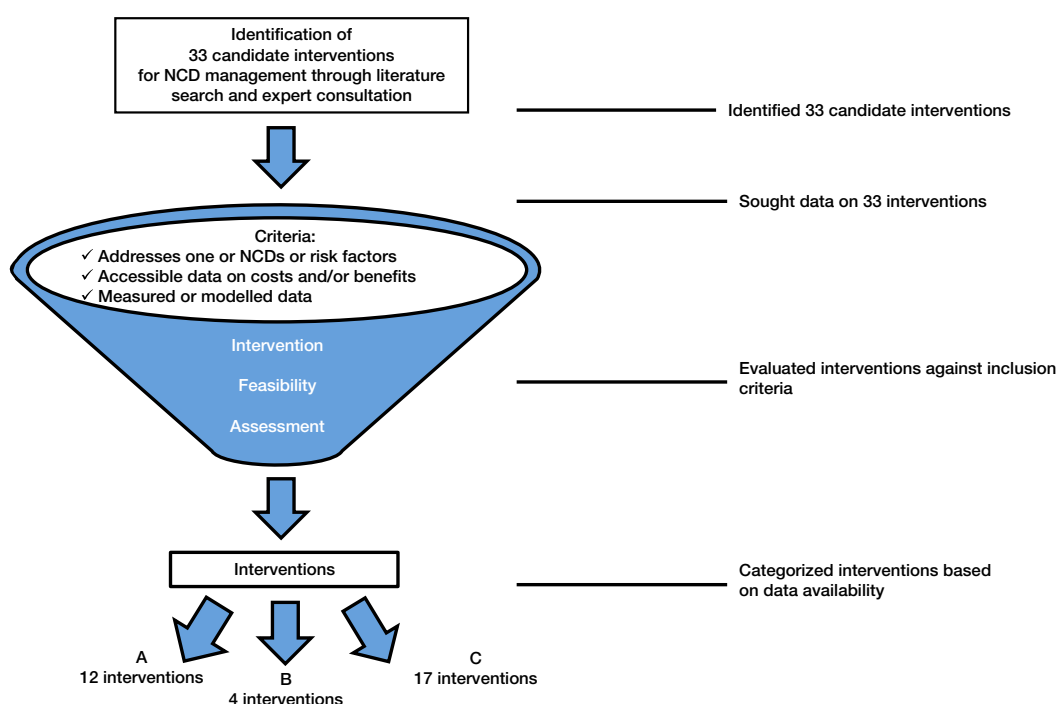 Identification of
33 candidate interventions
for NCD management through literature
search and expert consultation
Identified 33 candidate interventions
Sought data on 33 interventions
Criteria:
✓ Addresses one or NCDs or risk factors
✓ Accessible data on costs and/or benefits
✓ Measured or modelled data
Intervention
Feasibility
Assessment
Evaluated interventions against inclusion
criteria
Interventions
Categorized interventions based
on data availability
A
12 interventions
B
4 interventions
C
17 interventions